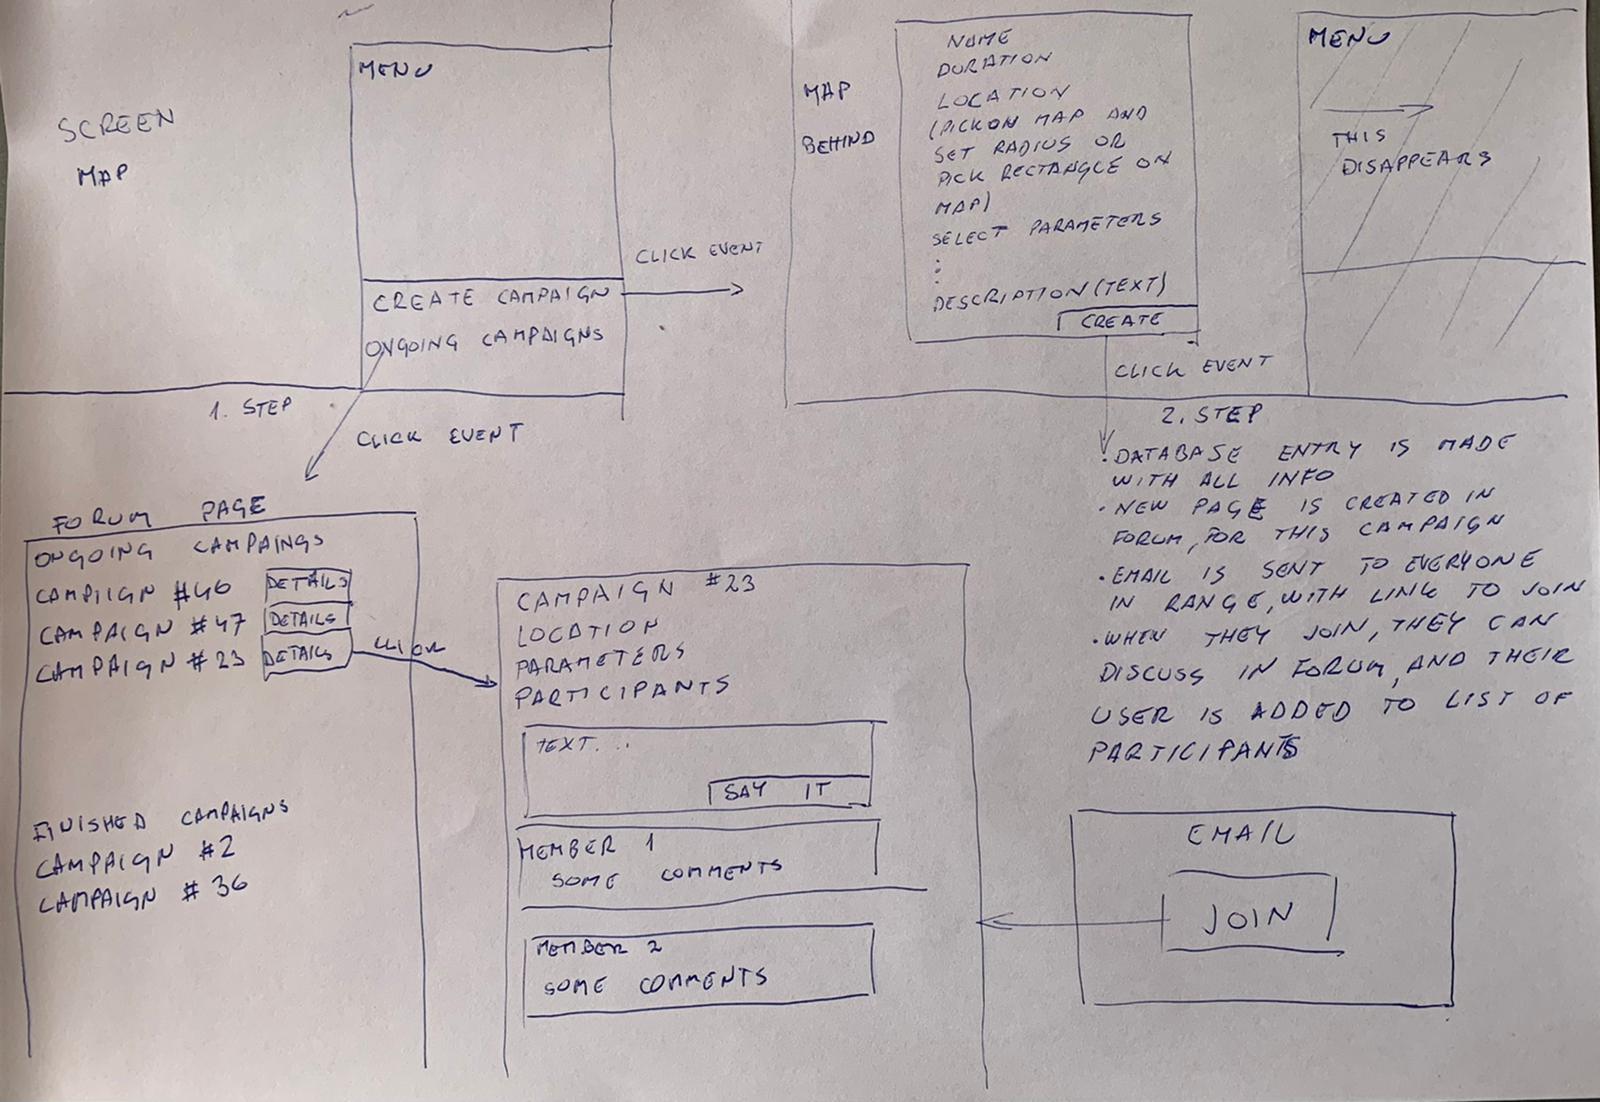 SCREEN
MAP
MENU
CREATE CAMPAIGN
ONGOING CAMPAIGNS
CLICK EVENT
1. STEP
CLICK EVENT
MAP
BEHIND
NAME
DURATION
LOCATION
(PICK ON MAP AND
SET RADIUS OR
PICK RECTANGLE ON
MAP)
SELECT PARAMETERS
:
DESCRIPTION (TEXT)
CREATE
CLICK EVENT
MENU
THIS
DISAPPEARS
2. STEP
• DATABASE ENTRY IS MADE
WITH ALL INFO
• NEW PAGE IS CREATED IN
FORUM, FOR THIS CAMPAIGN
• EMAIL IS SENT TO EVERYONE
IN RANGE, WITH LINK TO JOIN
• WHEN THEY JOIN, THEY CAN
DISCUSS IN FORUM, AND THEIR
USER IS ADDED TO LIST OF
PARTICIPANTS
FORUM PAGE
ONGOING CAMPAINGS
CAMPIIGN #46 DETAILS
CAMPAIGN #47 DETAILS
CAMPAIGN #23 DETAILS
FINISHED CAMPAIGNS
CAMPAIGN #2
CAMPAIGN #36
CAMPAIGN #23
LOCATION
PARAMETERS
PARTICIPANTS
TEXT...
SAY IT
MEMBER 1
SOME COMMENTS
MEMBER 2
SOME COMMENTS
EMAIL
JOIN